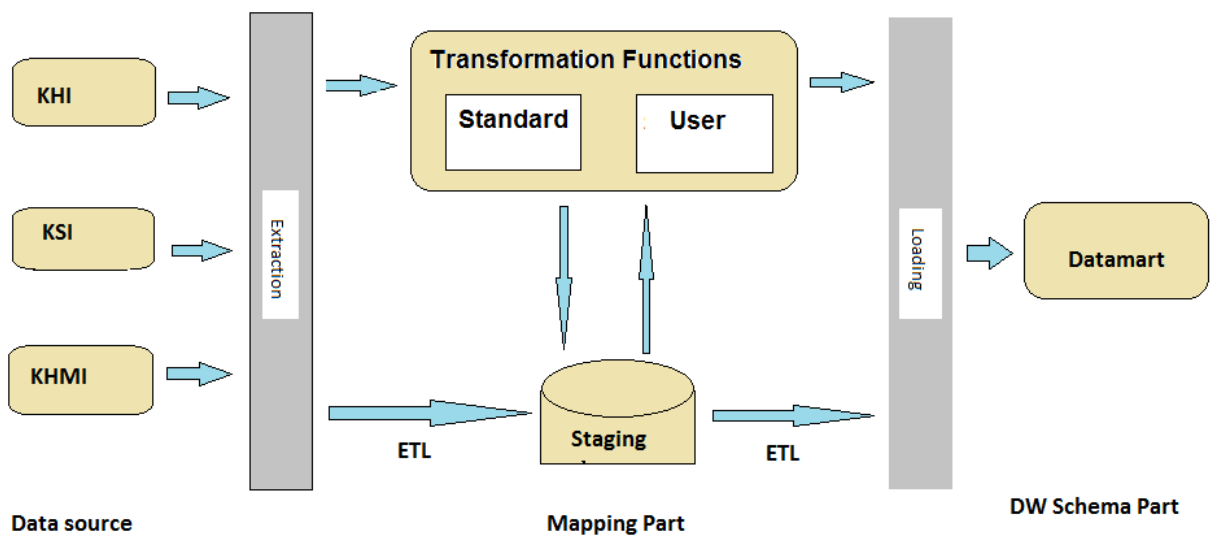 KHI
KSI
KHMI
Extraction
Transformation Functions
Standard
User
Staging
ETL
ETL
Loading
Datamart
Data source
Mapping Part
DW Schema Part